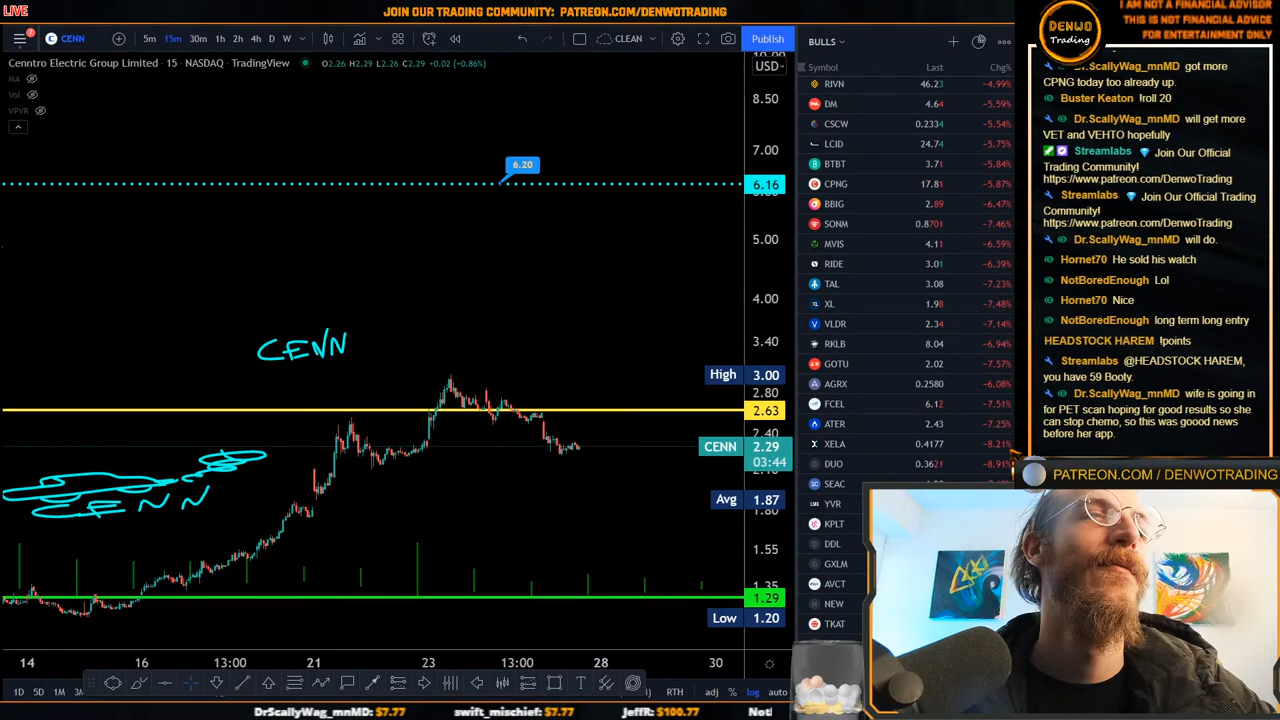 LIVE
JOIN OUR TRADING COMMUNITY: PATREON.COM/DENWOTRADING
I AM NOT A FINANCIAL ADVISOR
THIS IS NOT FINANCIAL ADVICE
FOR ENTERTAINMENT ONLY
DENWO
Trading
7
CENN
5m 15m 30m 1h 2h 4h D W
CLEAN
Publish
Cenntro Electric Group Limited · 15 · NASDAQ · TradingView
O2.26 H2.29 L2.26 C2.29 +0.02 (+0.86%)
MA
Vol
VPVR
USD
8.50
7.00
6.20
6.16
5.00
4.00
3.40
High 3.00
2.80
2.63
2.40
CENN 2.29
03:44
Avg 1.87
1.80
1.55
1.35
1.29
Low 1.20
CENN
CENN
14 16 13:00 21 23 13:00 28 30
1D 5D 1M 3M
RTH
adj % log auto
BULLS
Symbol Last Chg%
RIVN 46.23 −4.99%
DM 4.64 −5.59%
CSCW 0.2334 −5.54%
LCID 24.74 −5.75%
BTBT 3.71 −5.84%
CPNG 17.81 −5.87%
BBIG 2.89 −6.47%
SONM 0.8701 −7.46%
MVIS 4.11 −6.59%
RIDE 3.01 −6.39%
TAL 3.08 −7.23%
XL 1.98 −7.48%
VLDR 2.34 −7.14%
RKLB 8.04 −6.94%
GOTU 2.02 −7.57%
AGRX 0.2580 −6.08%
FCEL 6.12 −7.51%
ATER 2.43 −7.25%
XELA 0.4177 −8.21%
DUO 0.3621 −8.91%
SEAC
YVR
KPLT
DDL
GXLM
AVCT
NEW
TKAT
Dr.ScallyWag_mnMD got more
CPNG today too already up.
Buster Keaton !roll 20
Dr.ScallyWag_mnMD will get more
VET and VEHTO hopefully
Streamlabs Join Our Official
Trading Community!
https://www.patreon.com/DenwoTrading
Streamlabs Join Our Official Trading
Community!
https://www.patreon.com/DenwoTrading
Dr.ScallyWag_mnMD will do.
Hornet70 He sold his watch
NotBoredEnough Lol
Hornet70 Nice
NotBoredEnough long term long entry
HEADSTOCK HAREM !points
Streamlabs @HEADSTOCK HAREM,
you have 59 Booty.
Dr.ScallyWag_mnMD wife is going in
for PET scan hoping for good results so she
can stop chemo, so this was goood news
before her app.
PATREON.COM / DENWOTRADING
DrScallyWag_mnMD: $7.77 swift_mischief: $7.77 JeffR: $100.77